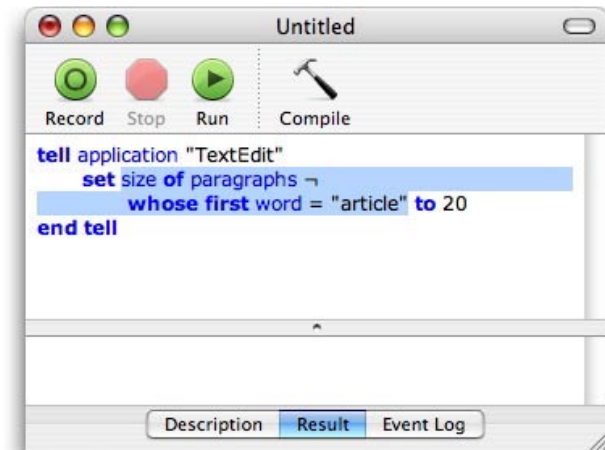 Untitled
Record Stop Run Compile
tell application "TextEdit"
set size of paragraphs ¬
whose first word = "article" to 20
end tell
Description Result Event Log